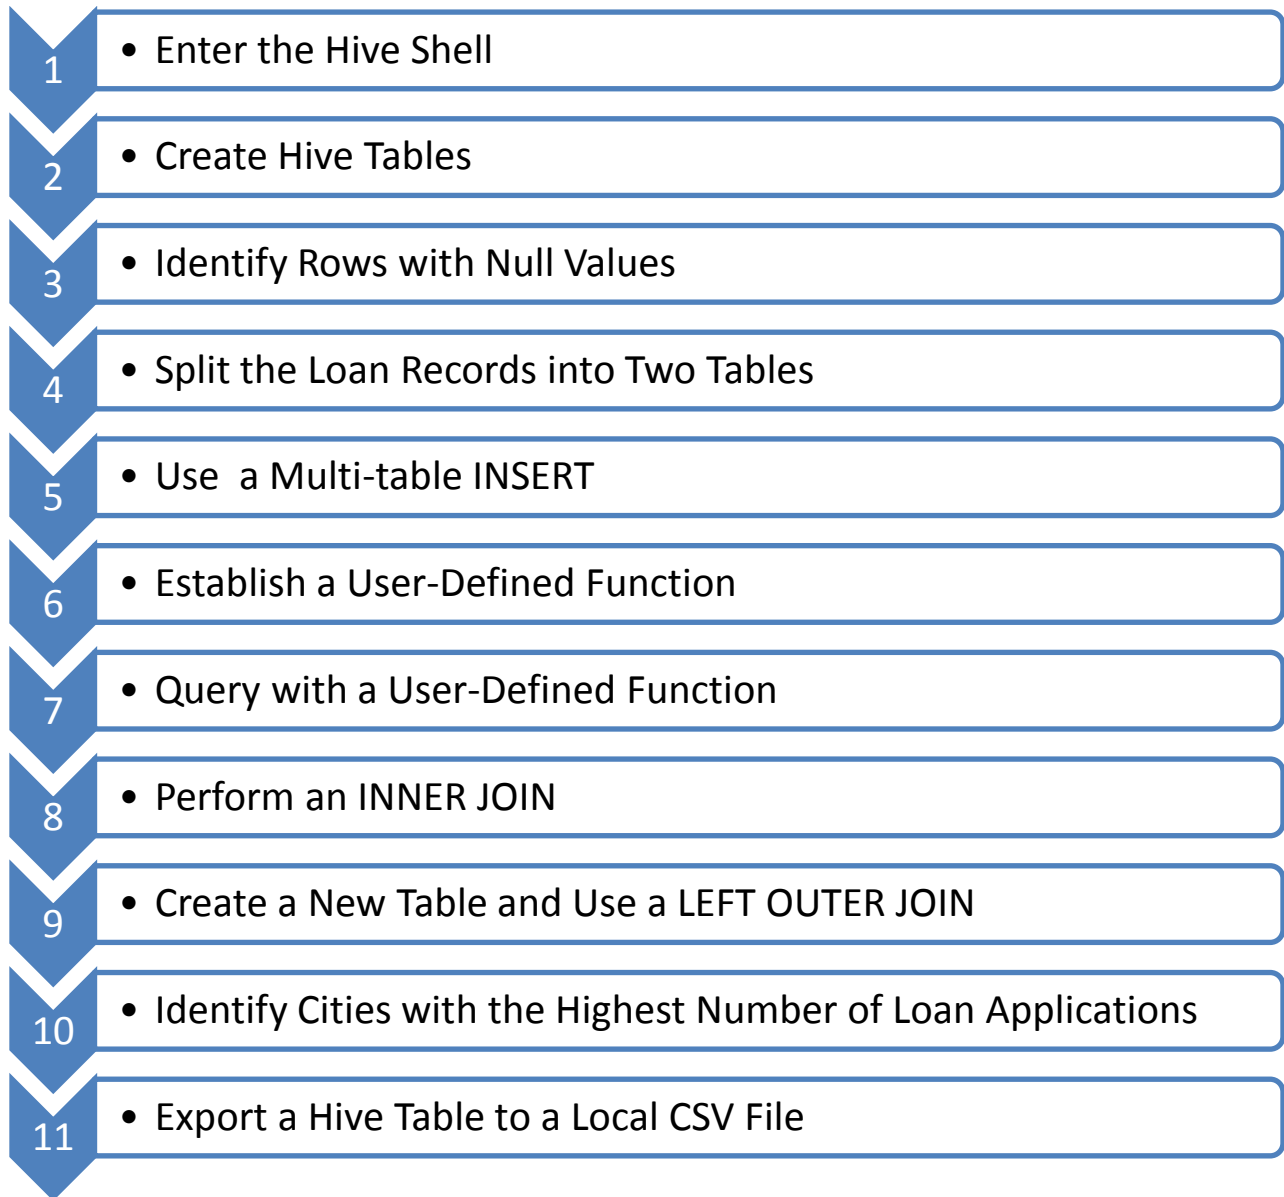 1
• Enter the Hive Shell
2
• Create Hive Tables
3
• Identify Rows with Null Values
4
• Split the Loan Records into Two Tables
5
• Use  a Multi-table INSERT
6
• Establish a User-Defined Function
7
• Query with a User-Defined Function
8
• Perform an INNER JOIN
9
• Create a New Table and Use a LEFT OUTER JOIN
10
• Identify Cities with the Highest Number of Loan Applications
11
• Export a Hive Table to a Local CSV File